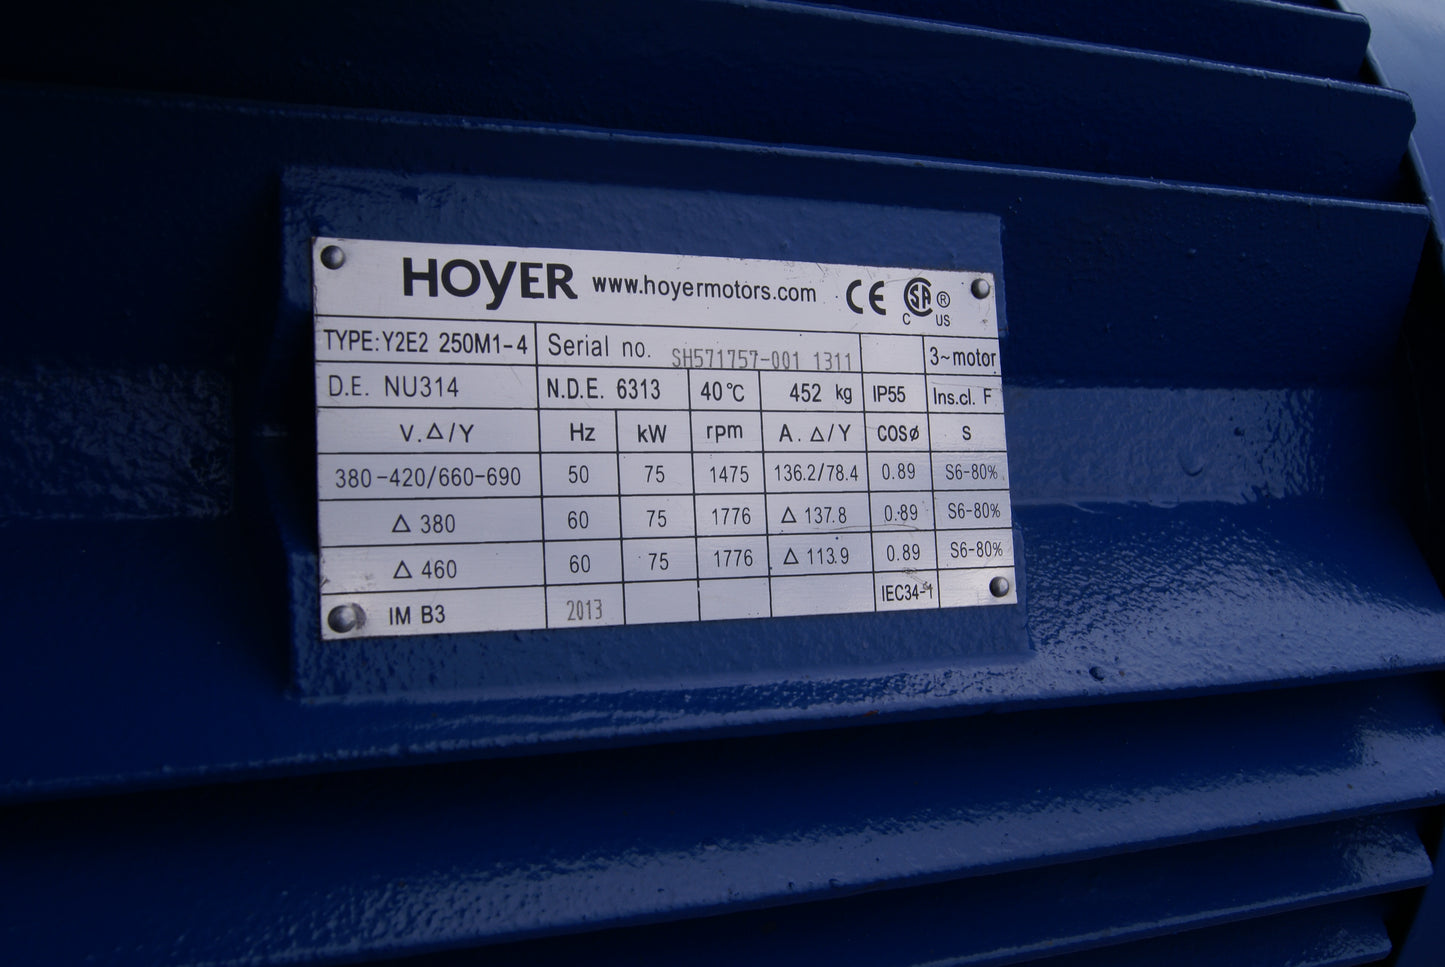 HOYER www.hoyermotors.com CE SA ® C US
TYPE:Y2E2 250M1-4 Serial no. SH571757-001 1311 3~motor
D.E. NU314 N.D.E. 6313 40°C 452 kg IP55 Ins.cl. F
V.Δ/Y Hz kW rpm A. Δ/Y COSø S
380-420/660-690 50 75 1475 136.2/78.4 0.89 S6-80%
Δ 380 60 75 1776 Δ 137.8 0.89 S6-80%
Δ 460 60 75 1776 Δ 113.9 0.89 S6-80%
IM B3 2013 IEC34-1